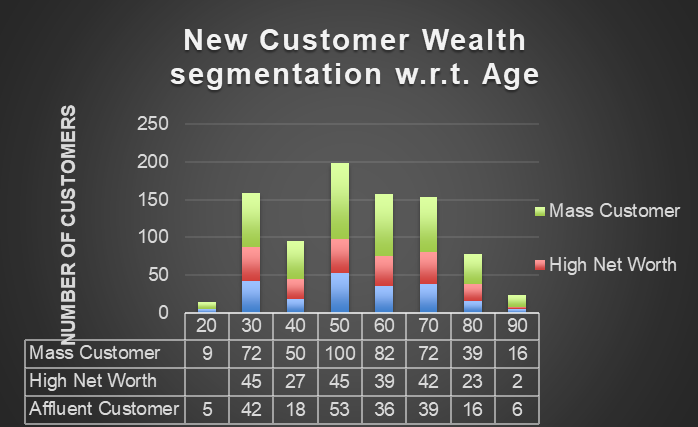 New Customer Wealth
segmentation w.r.t. Age
NUMBER OF CUSTOMERS
250
200
150
100
50
0
Mass Customer
High Net Worth
20 30 40 50 60 70 80 90
Mass Customer 9 72 50 100 82 72 39 16
High Net Worth 45 27 45 39 42 23 2
Affluent Customer 5 42 18 53 36 39 16 6